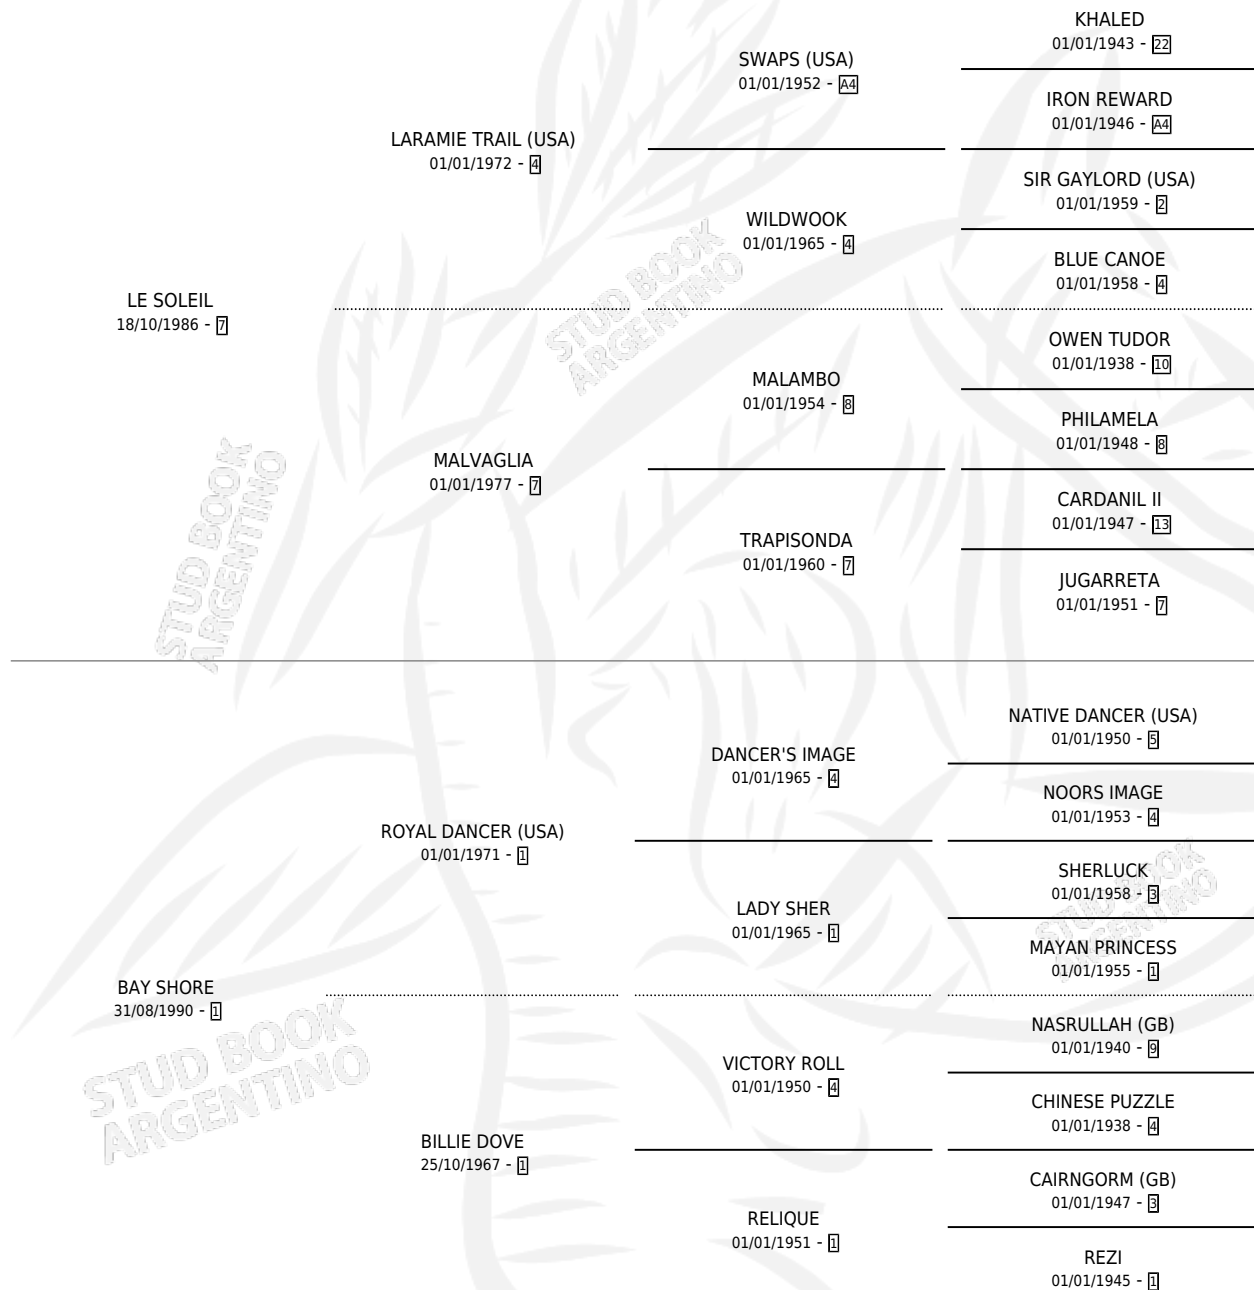 KHALED
01/01/1943 - 22
SWAPS (USA)
01/01/1952 - A4
IRON REWARD
01/01/1946 - A4
LARAMIE TRAIL (USA)
01/01/1972 - 4
SIR GAYLORD (USA)
01/01/1959 - 2
WILDWOOK
01/01/1965 - 4
BLUE CANOE
01/01/1958 - 4
LE SOLEIL
18/10/1986 - 7
OWEN TUDOR
01/01/1938 - 10
MALAMBO
01/01/1954 - 8
PHILAMELA
01/01/1948 - 8
MALVAGLIA
01/01/1977 - 7
CARDANIL II
01/01/1947 - 13
TRAPISONDA
01/01/1960 - 7
JUGARRETA
01/01/1951 - 7
NATIVE DANCER (USA)
01/01/1950 - 5
DANCER'S IMAGE
01/01/1965 - 4
NOORS IMAGE
01/01/1953 - 4
ROYAL DANCER (USA)
01/01/1971 - 1
SHERLUCK
01/01/1958 - 3
LADY SHER
01/01/1965 - 1
MAYAN PRINCESS
01/01/1955 - 1
BAY SHORE
31/08/1990 - 1
NASRULLAH (GB)
01/01/1940 - 9
VICTORY ROLL
01/01/1950 - 4
CHINESE PUZZLE
01/01/1938 - 4
BILLIE DOVE
25/10/1967 - 1
CAIRNGORM (GB)
01/01/1947 - 3
RELIQUE
01/01/1951 - 1
REZI
01/01/1945 - 1
STUD BOOK
ARGENTINO
STUD BOOK
ARGENTINO
STUD BOOK
ARGENTINO
STUD BOOK
ARGENTINO